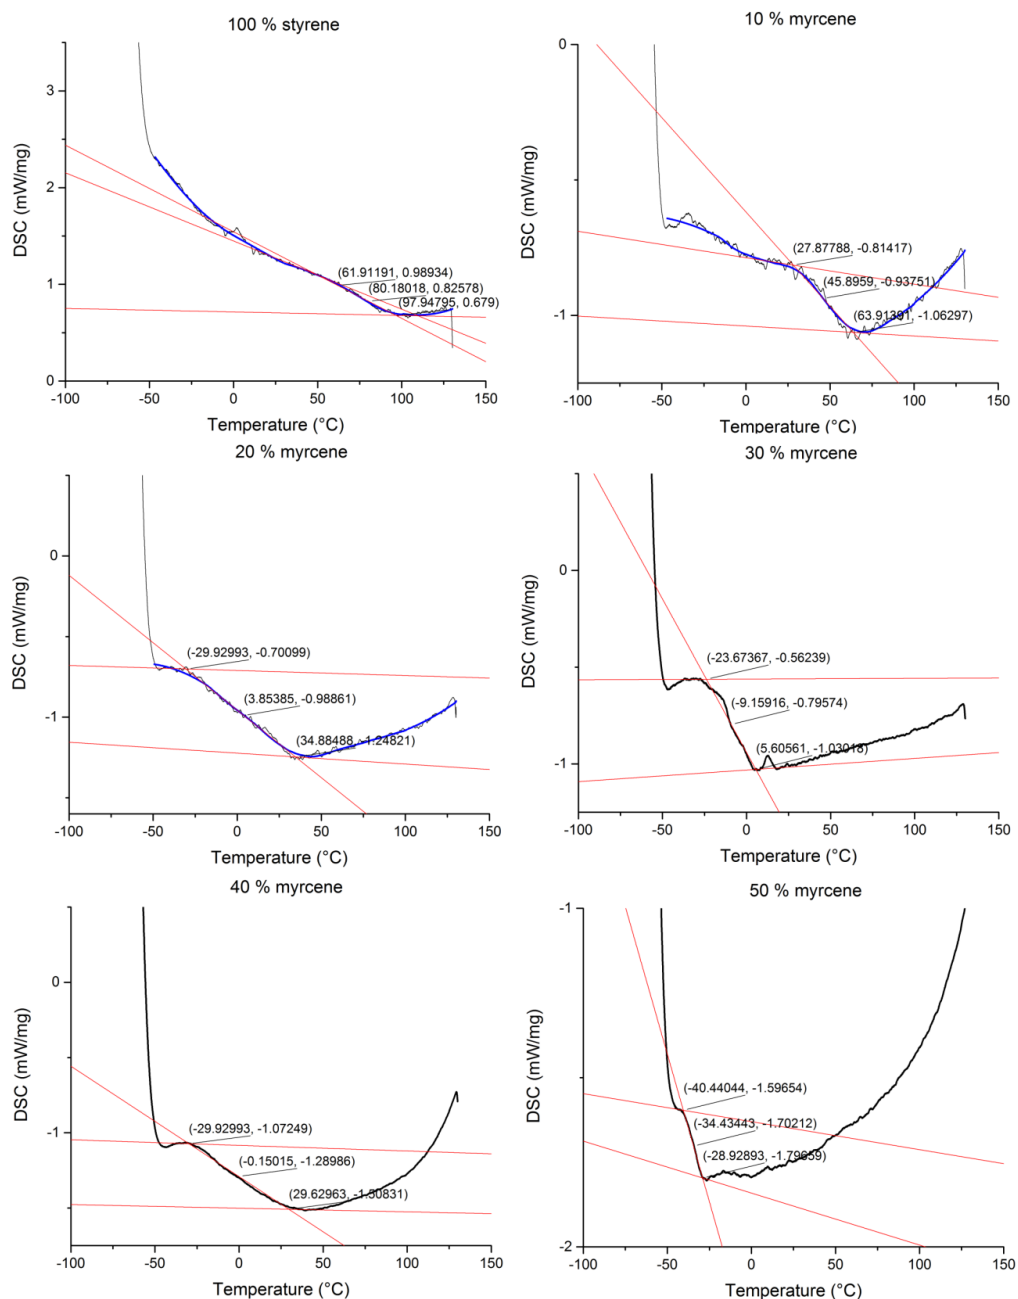 100 % styrene
DSC (mW/mg)
3
2
1
0
(61.91191, 0.98934)
(80.18018, 0.82578)
(97.94795, 0.679)
-100 -50 0 50 100 150
Temperature (°C)
10 % myrcene
DSC (mW/mg)
0
-1
(27.87788, -0.81417)
(45.8959, -0.93751)
(63.91391, -1.06297)
-100 -50 0 50 100 150
Temperature (°C)
20 % myrcene
DSC (mW/mg)
0
-1
(-29.92993, -0.70099)
(3.85385, -0.98861)
(34.88488, -1.24821)
-100 -50 0 50 100 150
Temperature (°C)
30 % myrcene
DSC (mW/mg)
0
-1
(-23.67367, -0.56239)
(-9.15916, -0.79574)
(5.60561, -1.03018)
-100 -50 0 50 100 150
Temperature (°C)
40 % myrcene
DSC (mW/mg)
0
-1
(-29.92993, -1.07249)
(-0.15015, -1.28986)
(29.62963, -1.50831)
-100 -50 0 50 100 150
Temperature (°C)
50 % myrcene
DSC (mW/mg)
-1
-2
(-40.44044, -1.59654)
(-34.43443, -1.70212)
(-28.92893, -1.79659)
-100 -50 0 50 100 150
Temperature (°C)